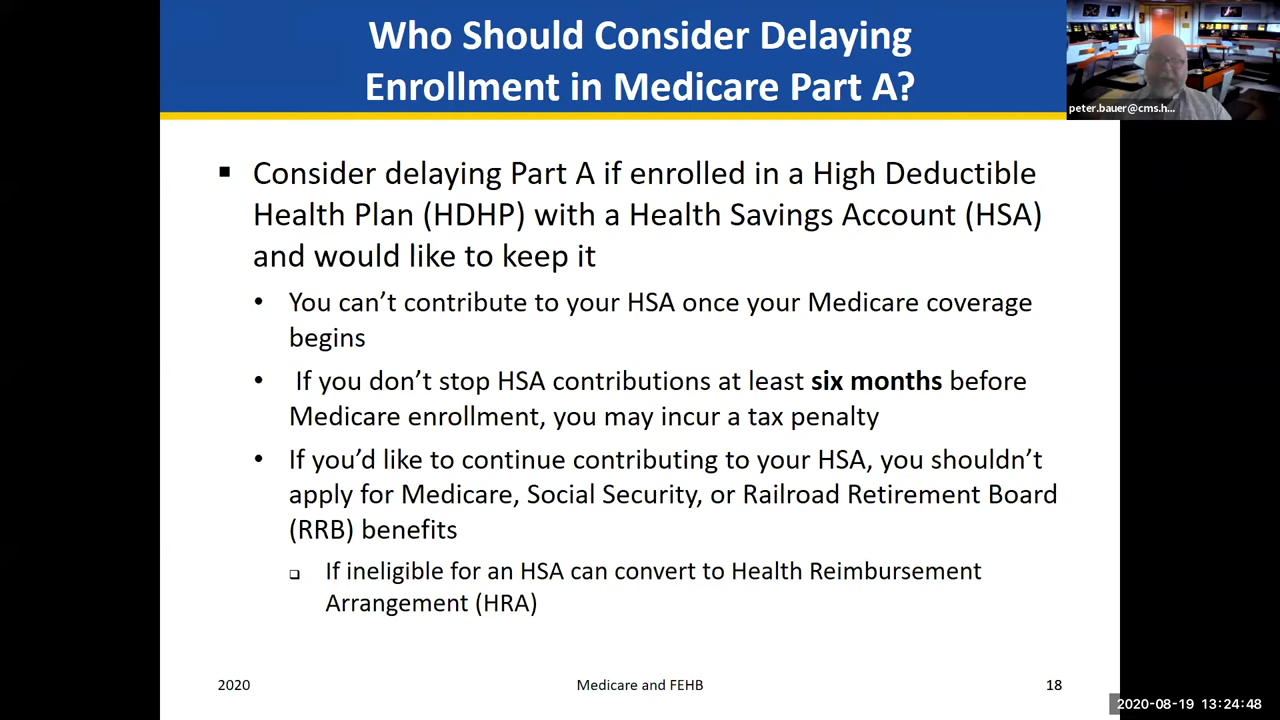 Who Should Consider Delaying
Enrollment in Medicare Part A?
peter.bauer@cms.h...
▪ Consider delaying Part A if enrolled in a High Deductible
Health Plan (HDHP) with a Health Savings Account (HSA)
and would like to keep it
• You can’t contribute to your HSA once your Medicare coverage
begins
• If you don’t stop HSA contributions at least six months before
Medicare enrollment, you may incur a tax penalty
• If you’d like to continue contributing to your HSA, you shouldn’t
apply for Medicare, Social Security, or Railroad Retirement Board
(RRB) benefits
❑ If ineligible for an HSA can convert to Health Reimbursement
Arrangement (HRA)
2020
Medicare and FEHB
18
2020-08-19 13:24:48